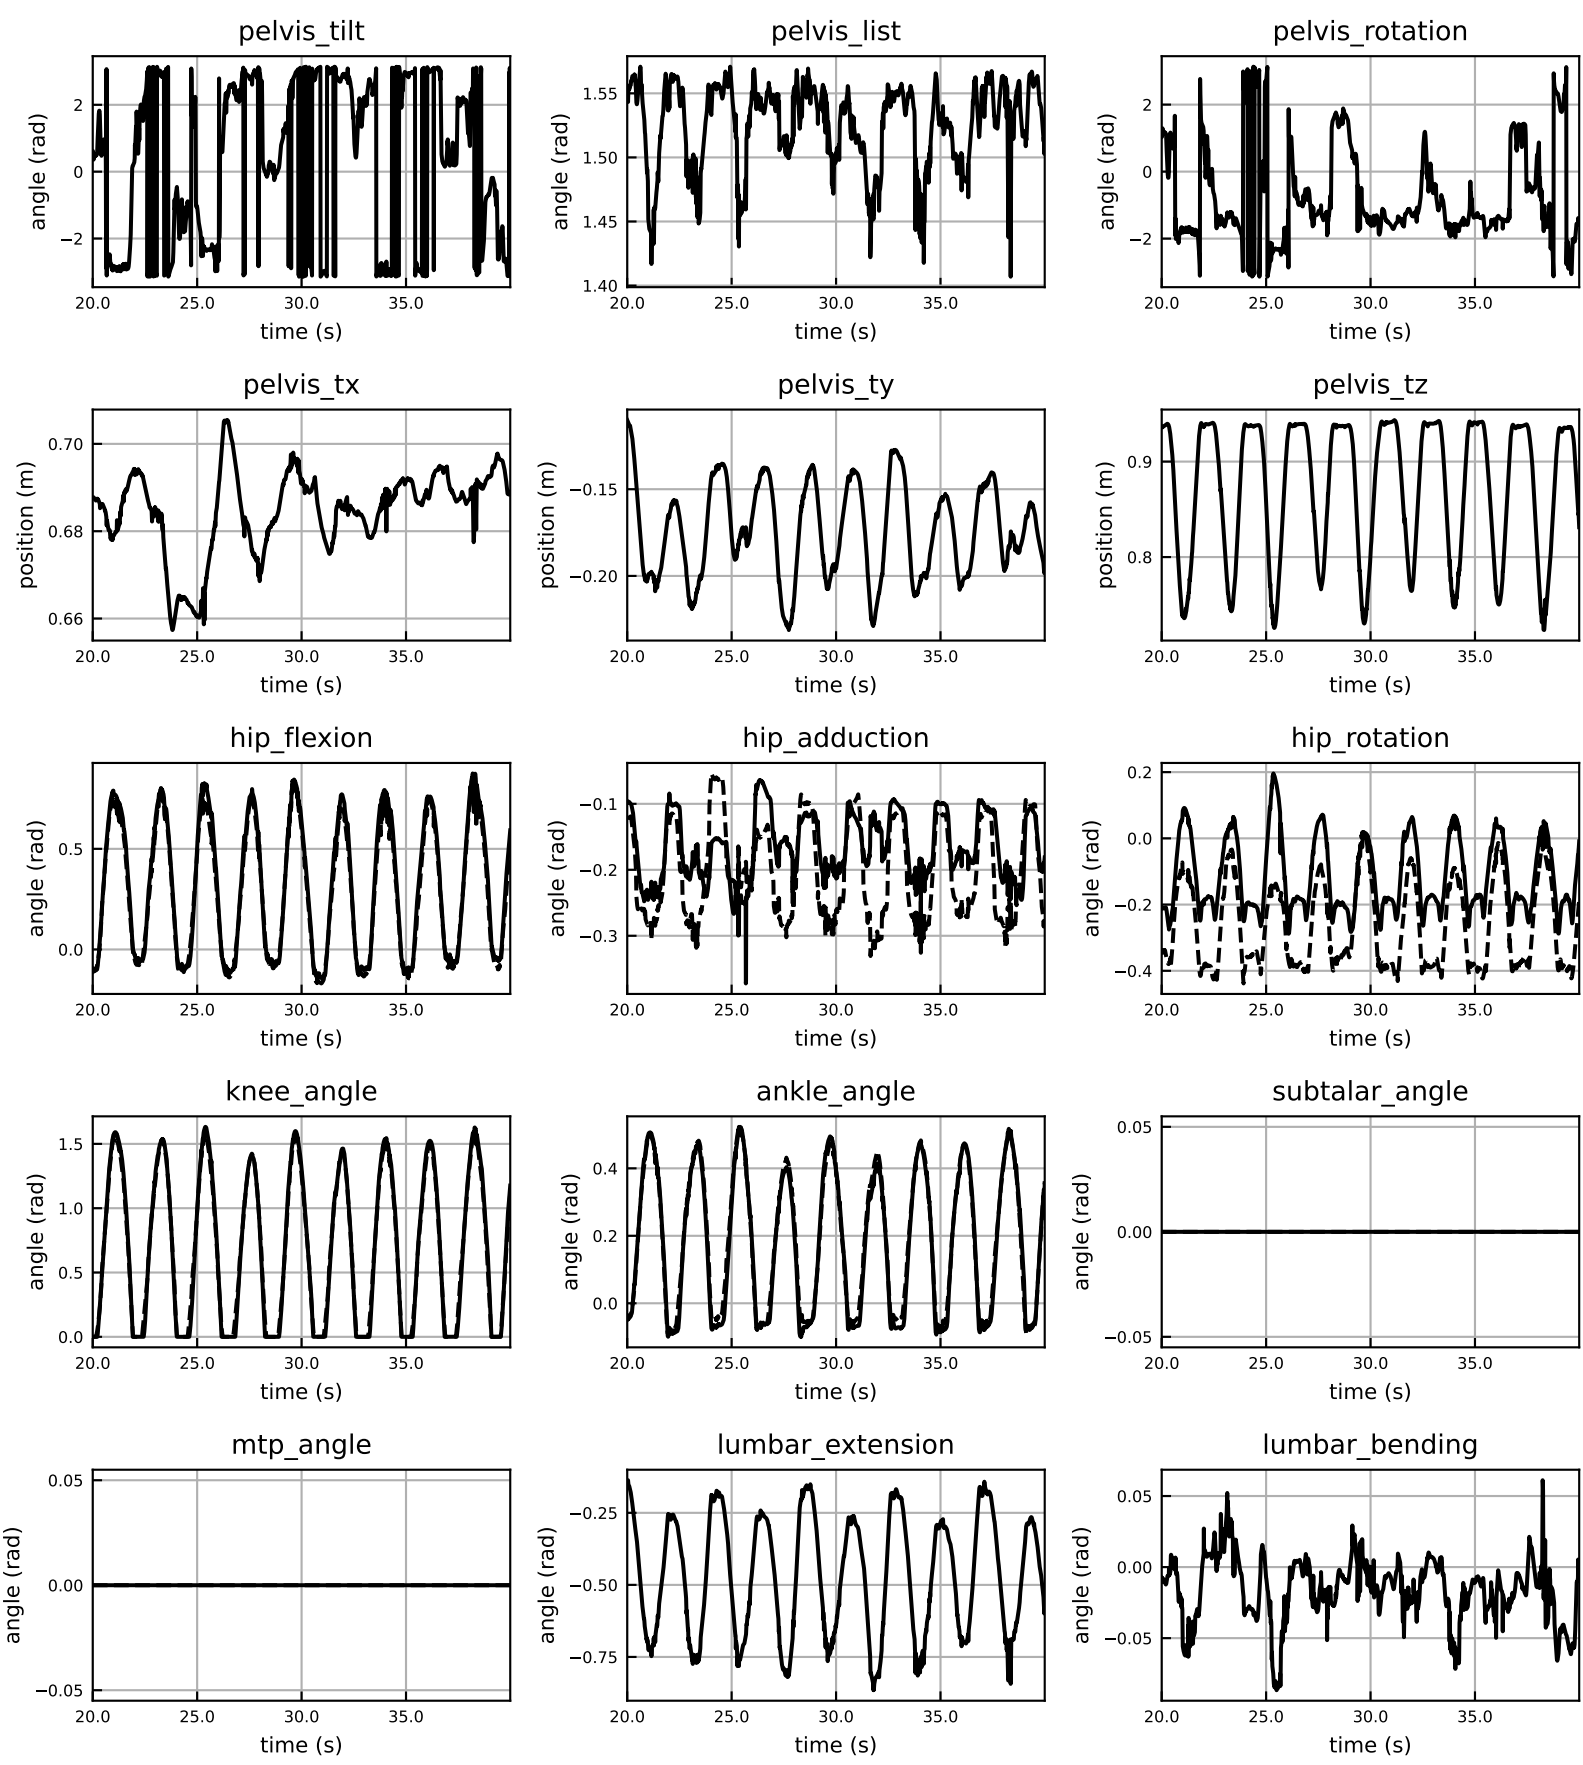 pelvis_tilt
angle (rad)
2
0
−2
20.0 25.0 30.0 35.0
time (s)
pelvis_list
angle (rad)
1.55
1.50
1.45
1.40
20.0 25.0 30.0 35.0
time (s)
pelvis_rotation
angle (rad)
2
0
−2
20.0 25.0 30.0 35.0
time (s)
pelvis_tx
position (m)
0.70
0.68
0.66
20.0 25.0 30.0 35.0
time (s)
pelvis_ty
position (m)
−0.15
−0.20
20.0 25.0 30.0 35.0
time (s)
pelvis_tz
position (m)
0.9
0.8
20.0 25.0 30.0 35.0
time (s)
hip_flexion
angle (rad)
0.5
0.0
20.0 25.0 30.0 35.0
time (s)
hip_adduction
angle (rad)
−0.1
−0.2
−0.3
20.0 25.0 30.0 35.0
time (s)
hip_rotation
angle (rad)
0.2
0.0
−0.2
−0.4
20.0 25.0 30.0 35.0
time (s)
knee_angle
angle (rad)
1.5
1.0
0.5
0.0
20.0 25.0 30.0 35.0
time (s)
ankle_angle
angle (rad)
0.4
0.2
0.0
20.0 25.0 30.0 35.0
time (s)
subtalar_angle
angle (rad)
0.05
0.00
−0.05
20.0 25.0 30.0 35.0
time (s)
mtp_angle
angle (rad)
0.05
0.00
−0.05
20.0 25.0 30.0 35.0
time (s)
lumbar_extension
angle (rad)
−0.25
−0.50
−0.75
20.0 25.0 30.0 35.0
time (s)
lumbar_bending
angle (rad)
0.05
0.00
−0.05
20.0 25.0 30.0 35.0
time (s)